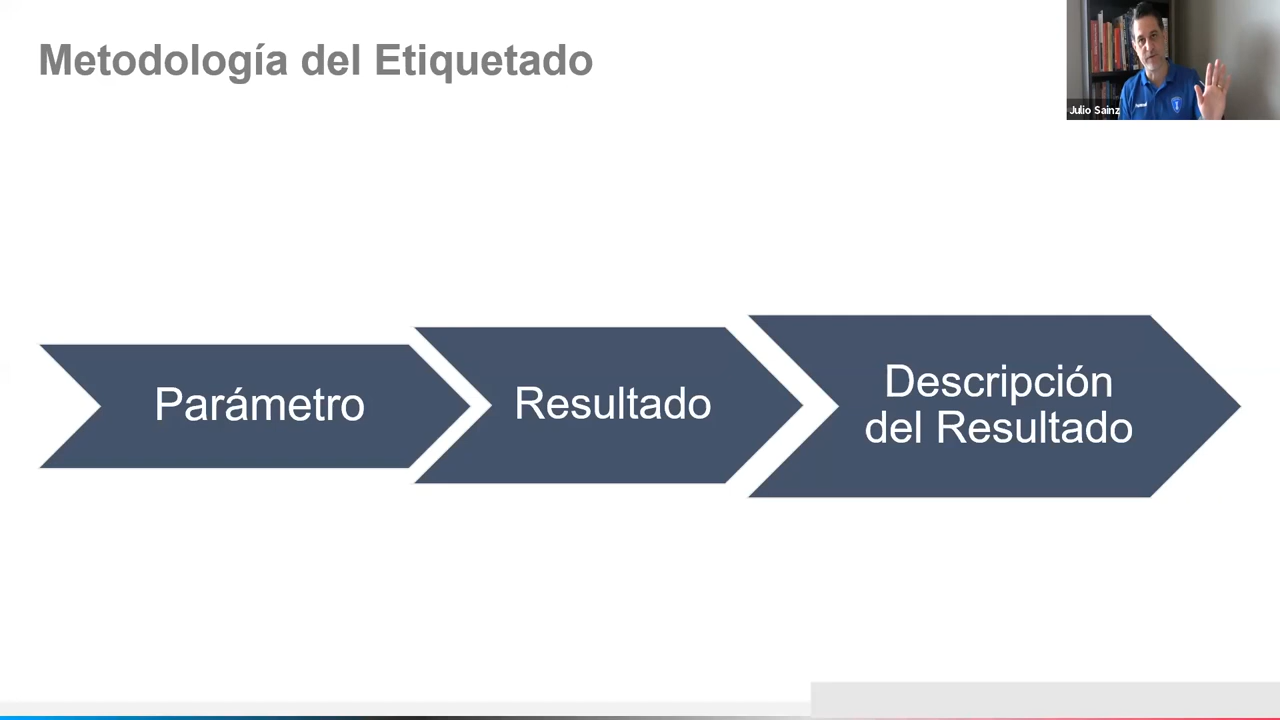 Metodología del Etiquetado
Julio Sainz
Parámetro
Resultado
Descripción
del Resultado